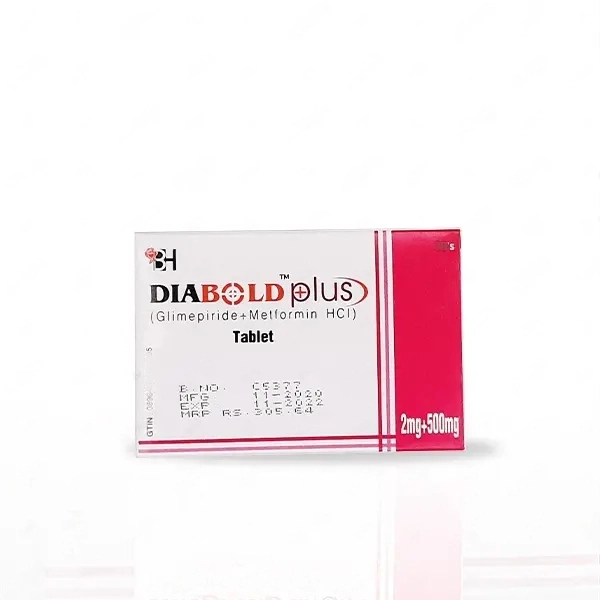 BH
DIABOLD™ plus
(Glimepiride+Metformin HCl)
Tablet
B.NO. C5377
MFG 11-2020
EXP 11-2022
MRP RS.305.64
GTIN
2mg+500mg